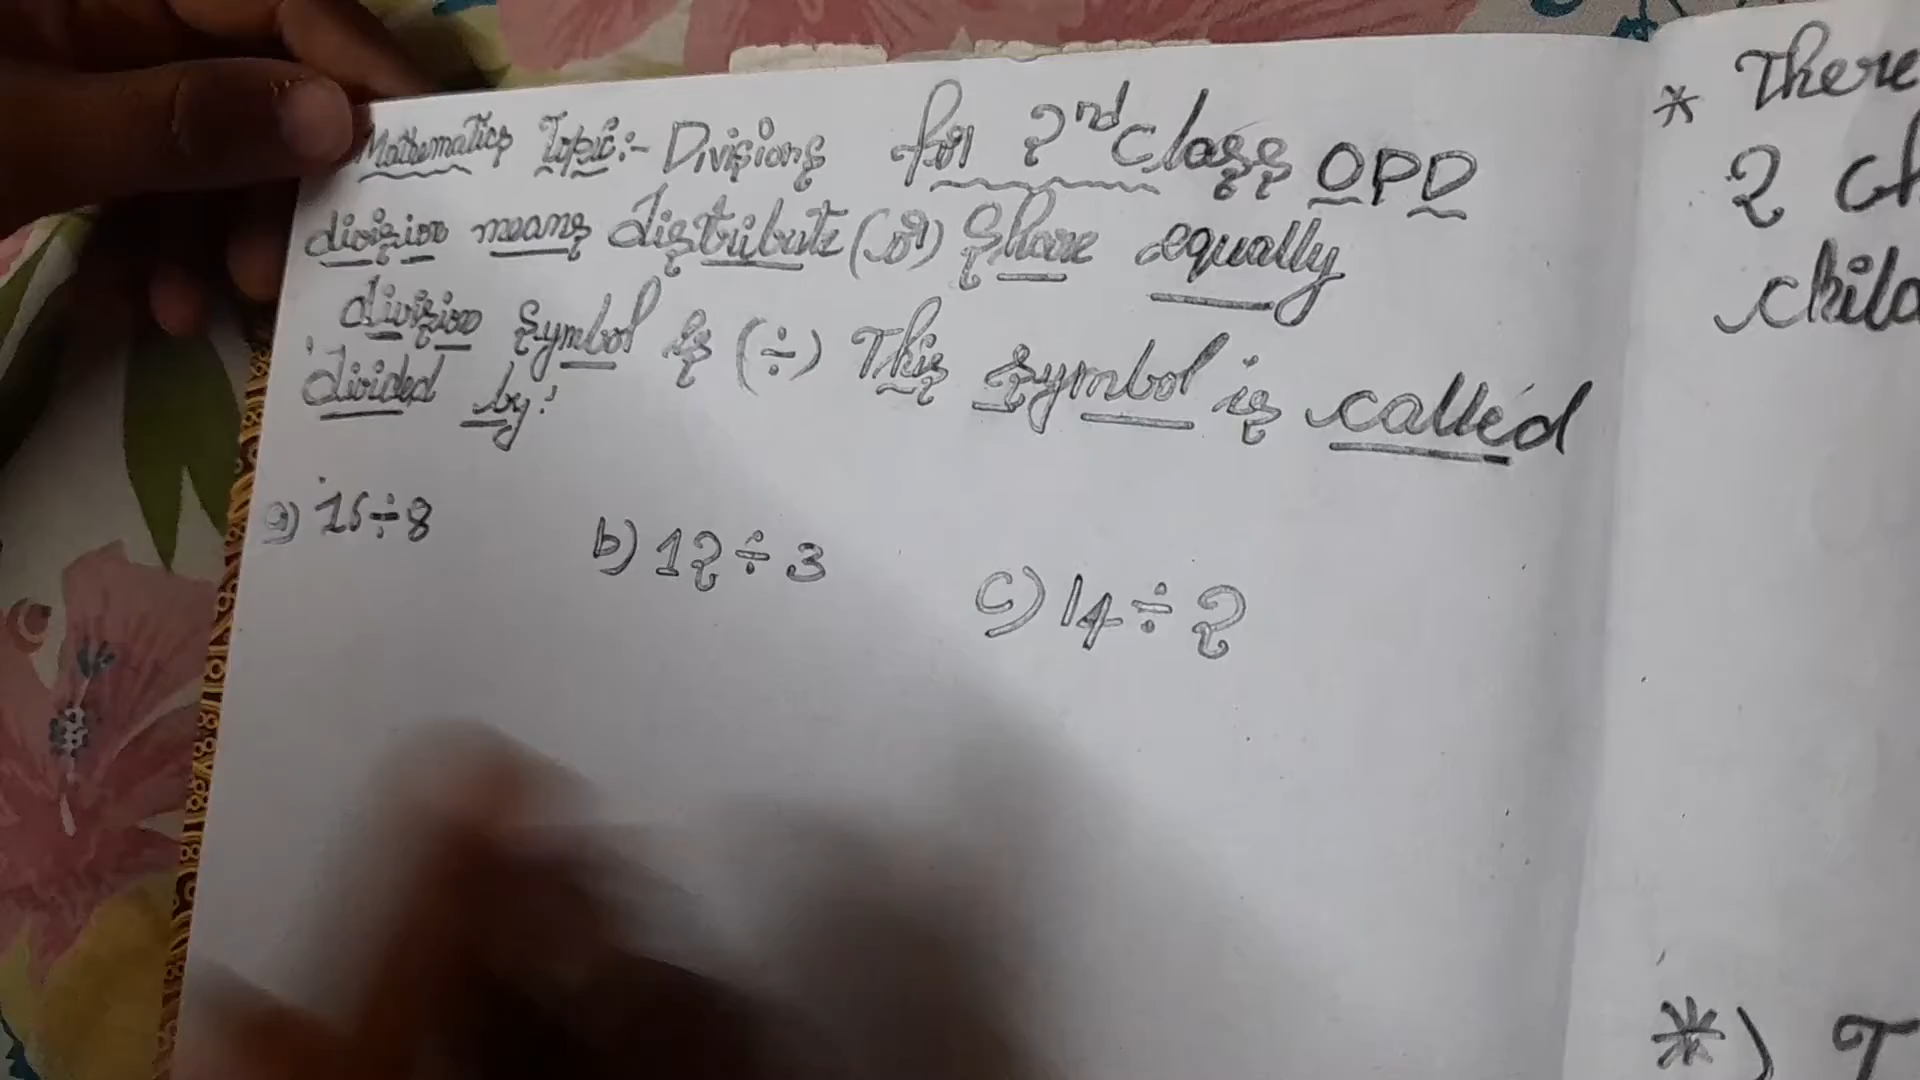 Mathematics Topic:- Divisions for 2nd Class OPD
division means distribute (or) Share equally
division symbol is (÷) This symbol is called
divided by!
a) 16÷8
b) 12÷3
c) 14÷2
* There
2 ch
child
*) T